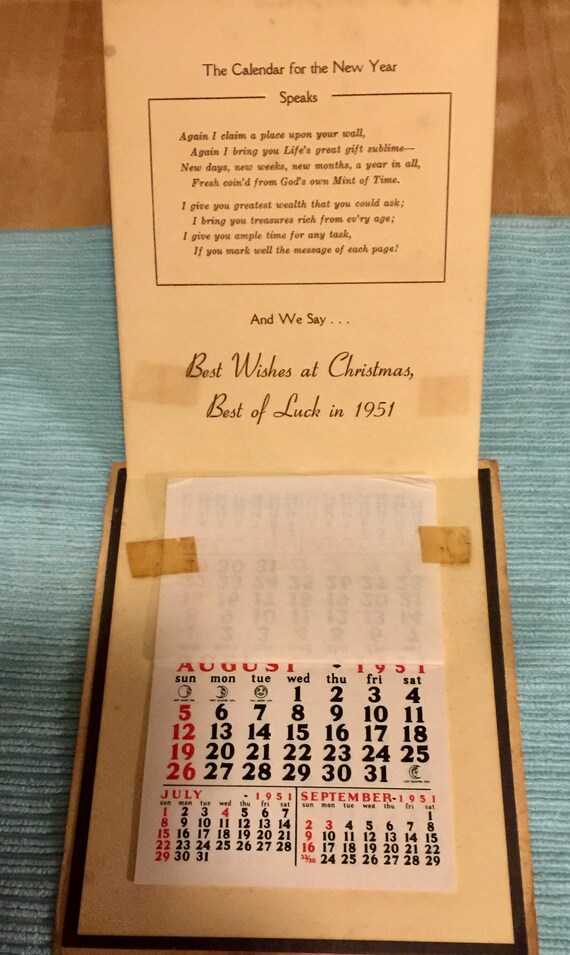 The Calendar for the New Year
Speaks
Again I claim a place upon your wall,
Again I bring you Life's great gift sublime—
New days, new weeks, new months, a year in all,
Fresh coin'd from God's own Mint of Time.
I give you greatest wealth that you could ask;
I bring you treasures rich from ev'ry age;
I give you ample time for any task,
If you mark well the message of each page!
And We Say . . .
Best Wishes at Christmas,
Best of Luck in 1951
AUGUST - 1951
sun mon tue wed thu fri sat
1 2 3 4
5 6 7 8 9 10 11
12 13 14 15 16 17 18
19 20 21 22 23 24 25
26 27 28 29 30 31
JULY - 1951
sun mon tue wed thu fri sat
1 2 3 4 5 6 7
8 9 10 11 12 13 14
15 16 17 18 19 20 21
22 23 24 25 26 27 28
29 30 31
SEPTEMBER - 1951
sun mon tue wed thu fri sat
1
2 3 4 5 6 7 8
9 10 11 12 13 14 15
16 17 18 19 20 21 22
23/30 24 25 26 27 28 29